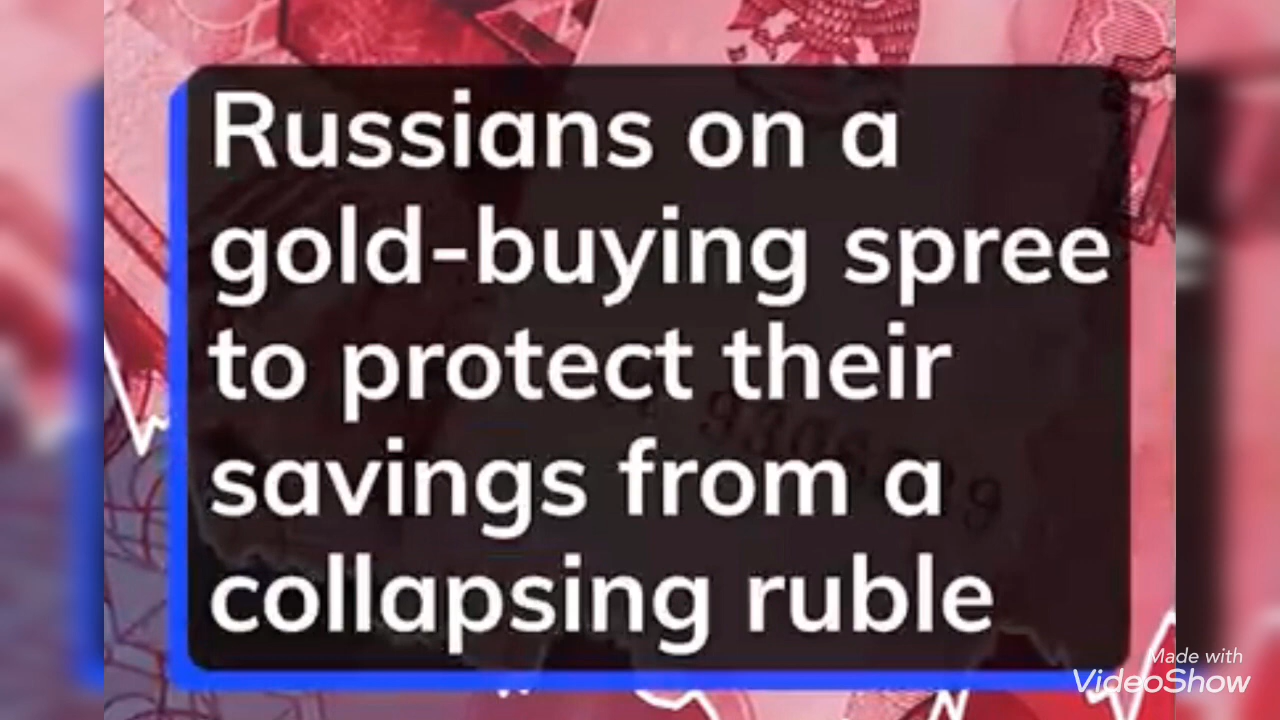 Russians on a
gold-buying spree
to protect their
savings from a
collapsing ruble
Made with
VideoShow